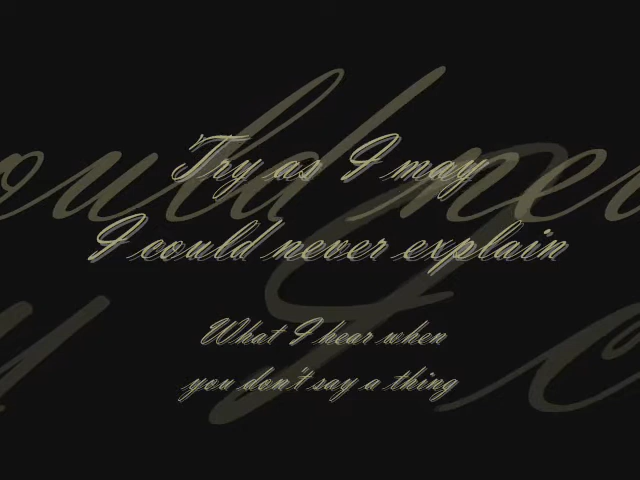 Try as I may
I could never explain
What I hear when
you don't say a thing